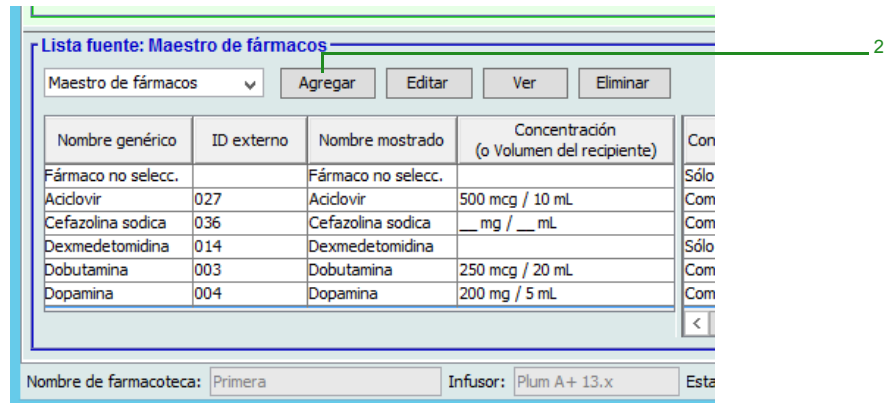 Lista fuente: Maestro de fármacos
2
Maestro de fármacos Agregar Editar Ver Eliminar
Nombre genérico ID externo Nombre mostrado Concentración (o Volumen del recipiente) Con
Fármaco no selecc. Fármaco no selecc. Sólo
Aciclovir 027 Aciclovir 500 mcg / 10 mL Com
Cefazolina sodica 036 Cefazolina sodica __ mg / __ mL Com
Dexmedetomidina 014 Dexmedetomidina Sólo
Dobutamina 003 Dobutamina 250 mcg / 20 mL Com
Dopamina 004 Dopamina 200 mg / 5 mL Com
Nombre de farmacoteca: Primera Infusor: Plum A+ 13.x Esta